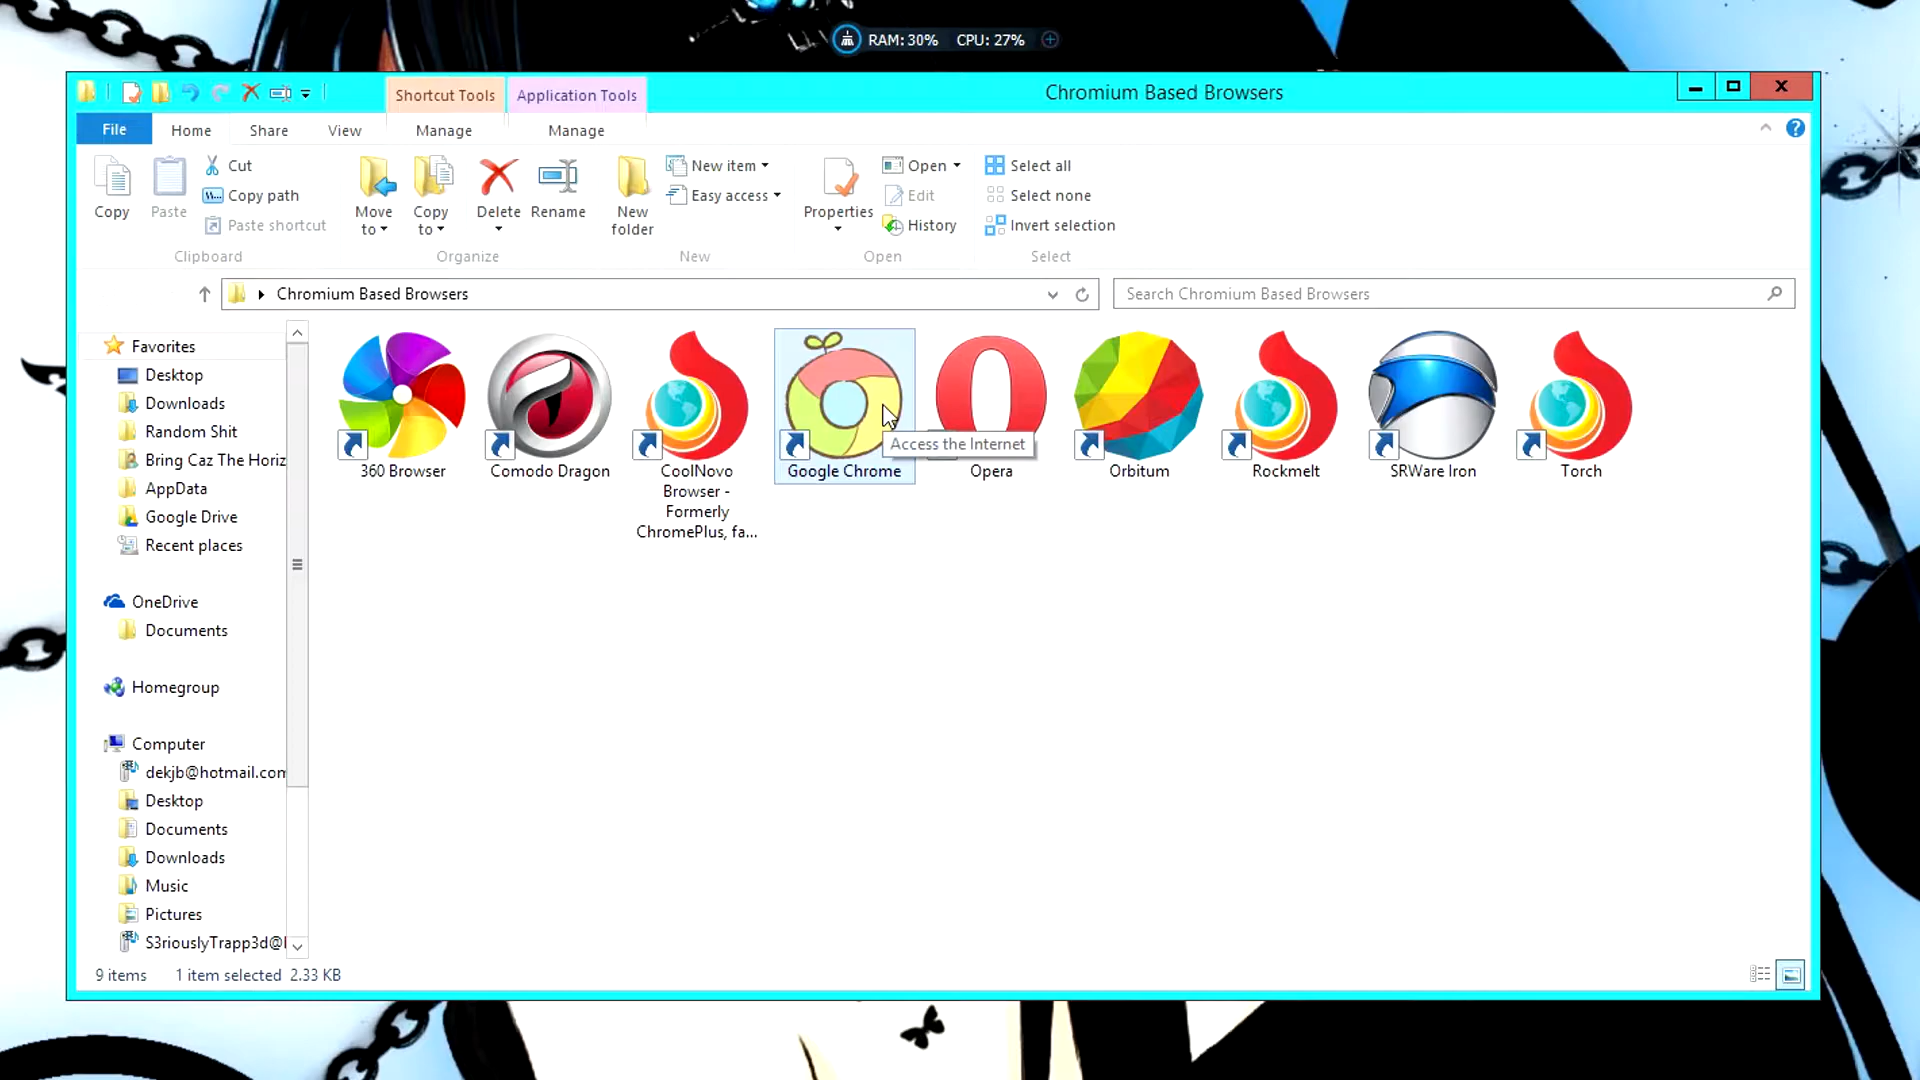 RAM: 30% CPU: 27%
Shortcut Tools Application Tools Chromium Based Browsers
File Home Share View Manage Manage
Copy
Paste
Cut
Copy path
Paste shortcut
Clipboard
Move to
Copy to
Delete
Rename
Organize
New folder
New item
Easy access
New
Properties
Open
Edit
History
Open
Select all
Select none
Invert selection
Select
Chromium Based Browsers
Search Chromium Based Browsers
Favorites
Desktop
Downloads
Random Shit
Bring Caz The Horiz
AppData
Google Drive
Recent places
OneDrive
Documents
Homegroup
Computer
dekjb@hotmail.com
Desktop
Documents
Downloads
Music
Pictures
S3riouslyTrapp3d@
360 Browser
Comodo Dragon
CoolNovo
Browser -
Formerly
ChromePlus, fa...
Google Chrome
Access the Internet
Opera
Orbitum
Rockmelt
SRWare Iron
Torch
9 items 1 item selected 2.33 KB